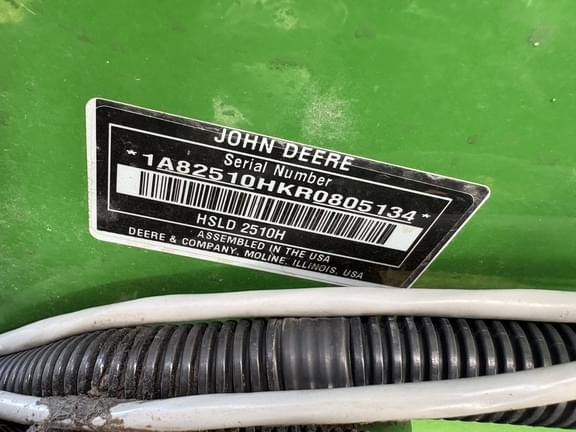 JOHN DEERE
Serial Number
*1A82510HKR0805134*
HSLD 2510H
ASSEMBLED IN THE USA
DEERE & COMPANY, MOLINE, ILLINOIS, USA